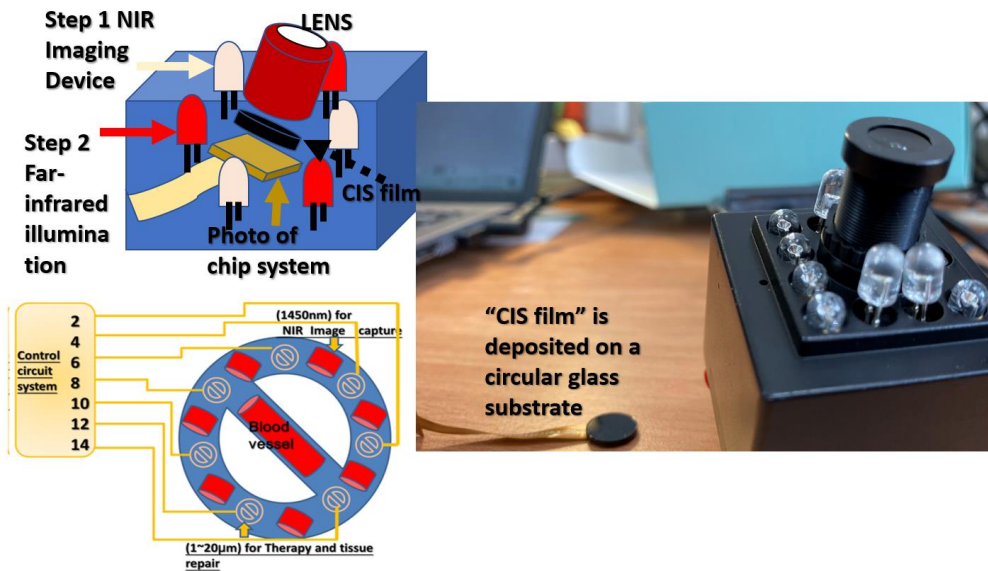 Step 1 NIR
Imaging
Device
LENS
Step 2
Far-
infrared
illumina
tion
CIS film
Photo of
chip system
Control
circuit
system
2
4
6
8
10
12
14
(1450nm) for
NIR Image capture
Blood
vessel
(1~20μm) for Therapy and tissue
repair
“CIS film” is
deposited on a
circular glass
substrate